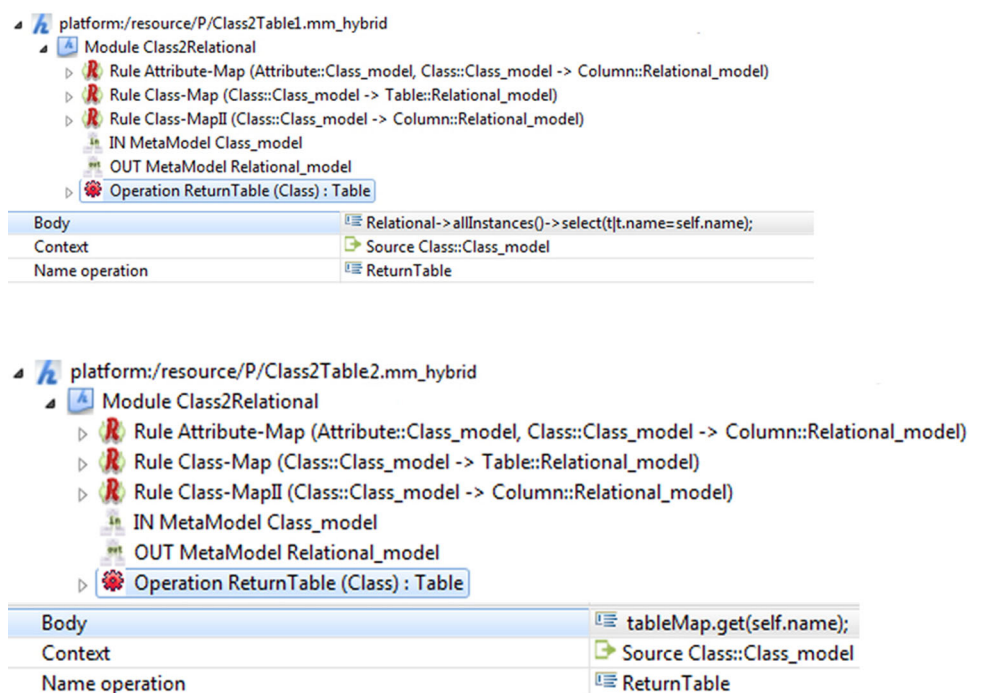 platform:/resource/P/Class2Table1.mm_hybrid
Module Class2Relational
Rule Attribute-Map (Attribute::Class_model, Class::Class_model -> Column::Relational_model)
Rule Class-Map (Class::Class_model -> Table::Relational_model)
Rule Class-MapII (Class::Class_model -> Column::Relational_model)
IN MetaModel Class_model
OUT MetaModel Relational_model
Operation ReturnTable (Class) : Table
Body Relational->allInstances()->select(t|t.name=self.name);
Context Source Class::Class_model
Name operation ReturnTable
platform:/resource/P/Class2Table2.mm_hybrid
Module Class2Relational
Rule Attribute-Map (Attribute::Class_model, Class::Class_model -> Column::Relational_model)
Rule Class-Map (Class::Class_model -> Table::Relational_model)
Rule Class-MapII (Class::Class_model -> Column::Relational_model)
IN MetaModel Class_model
OUT MetaModel Relational_model
Operation ReturnTable (Class) : Table
Body tableMap.get(self.name);
Context Source Class::Class_model
Name operation ReturnTable